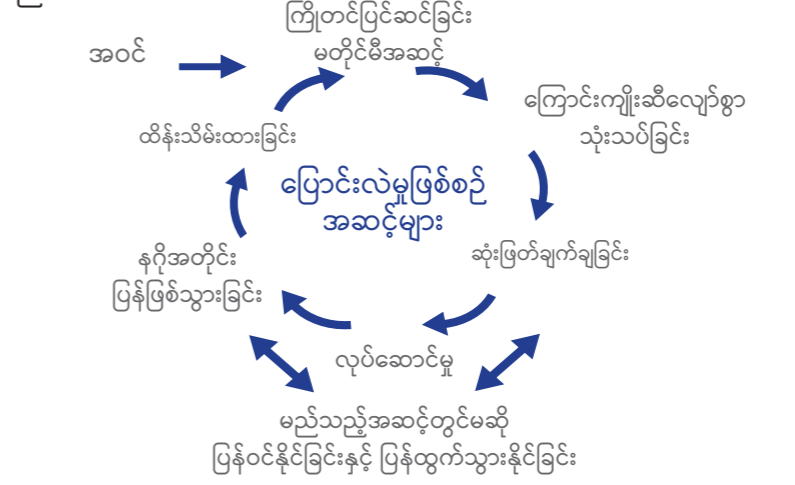 ကြိုတင်ပြင်ဆင်ခြင်း
မတိုင်မီအဆင့်
အဝင်
ကြောင်းကျိုးဆီလျော်စွာ
သုံးသပ်ခြင်း
ထိန်းသိမ်းထားခြင်း
ပြောင်းလဲမှုဖြစ်စဉ်
အဆင့်များ
ဆုံးဖြတ်ချက်ချခြင်း
နဂိုအတိုင်း
ပြန်ဖြစ်သွားခြင်း
လုပ်ဆောင်မှု
မည်သည့်အဆင့်တွင်မဆို
ပြန်ဝင်နိုင်ခြင်းနှင့် ပြန်ထွက်သွားနိုင်ခြင်း